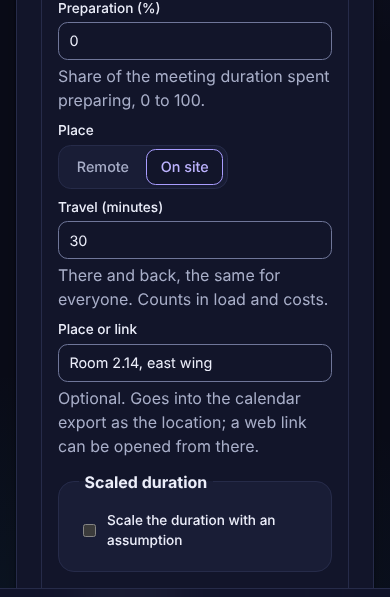 Preparation (%)
0
Share of the meeting duration spent
preparing, 0 to 100.
Place
Remote
On site
Travel (minutes)
30
There and back, the same for
everyone. Counts in load and costs.
Place or link
Room 2.14, east wing
Optional. Goes into the calendar
export as the location; a web link
can be opened from there.
Scaled duration
Scale the duration with an
assumption